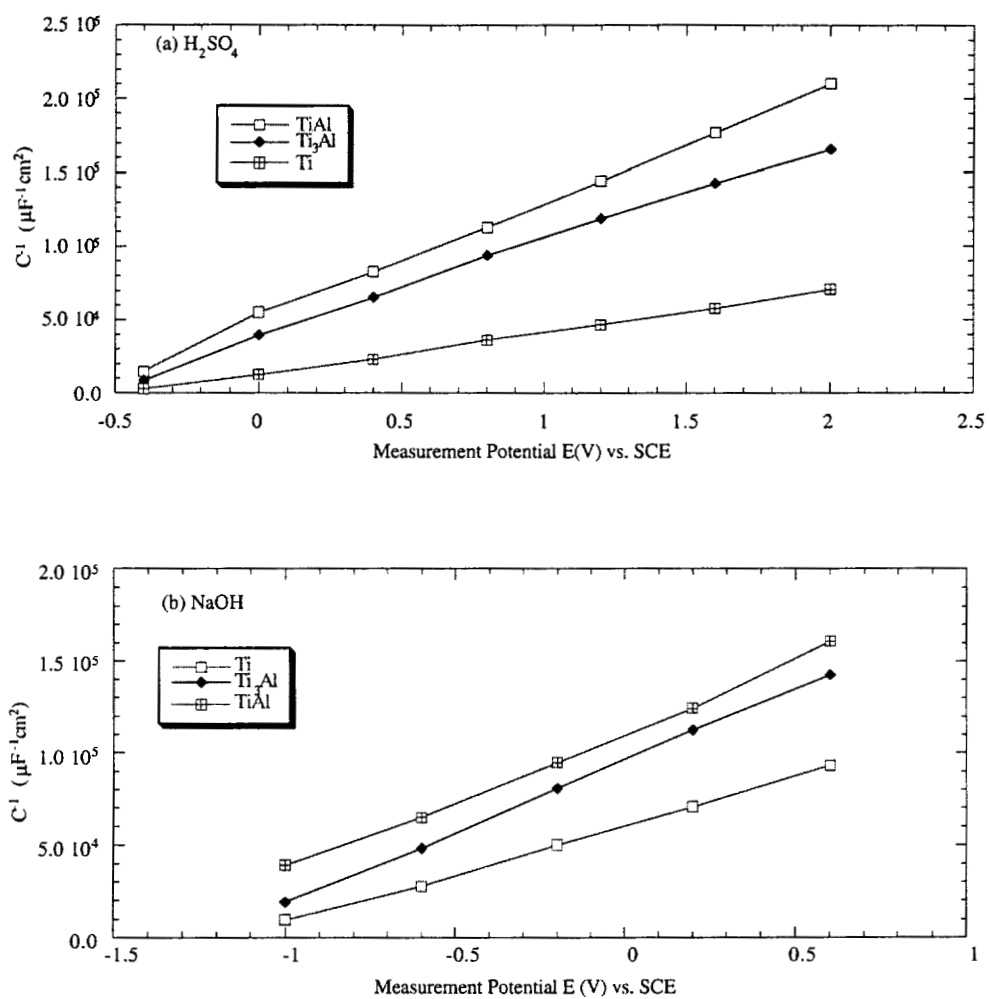 2.5 10⁵
(a) H₂SO₄
2.0 10⁵
TiAl
Ti₃Al
Ti
1.5 10⁵
C⁻¹ (μF⁻¹cm²)
1.0 10⁵
5.0 10⁴
0.0
-0.5 0 0.5 1 1.5 2 2.5
Measurement Potential E(V) vs. SCE
2.0 10⁵
(b) NaOH
1.5 10⁵
Ti
Ti₃Al
TiAl
C⁻¹ (μF⁻¹cm²)
1.0 10⁵
5.0 10⁴
0.0
-1.5 -1 -0.5 0 0.5 1
Measurement Potential E (V) vs. SCE